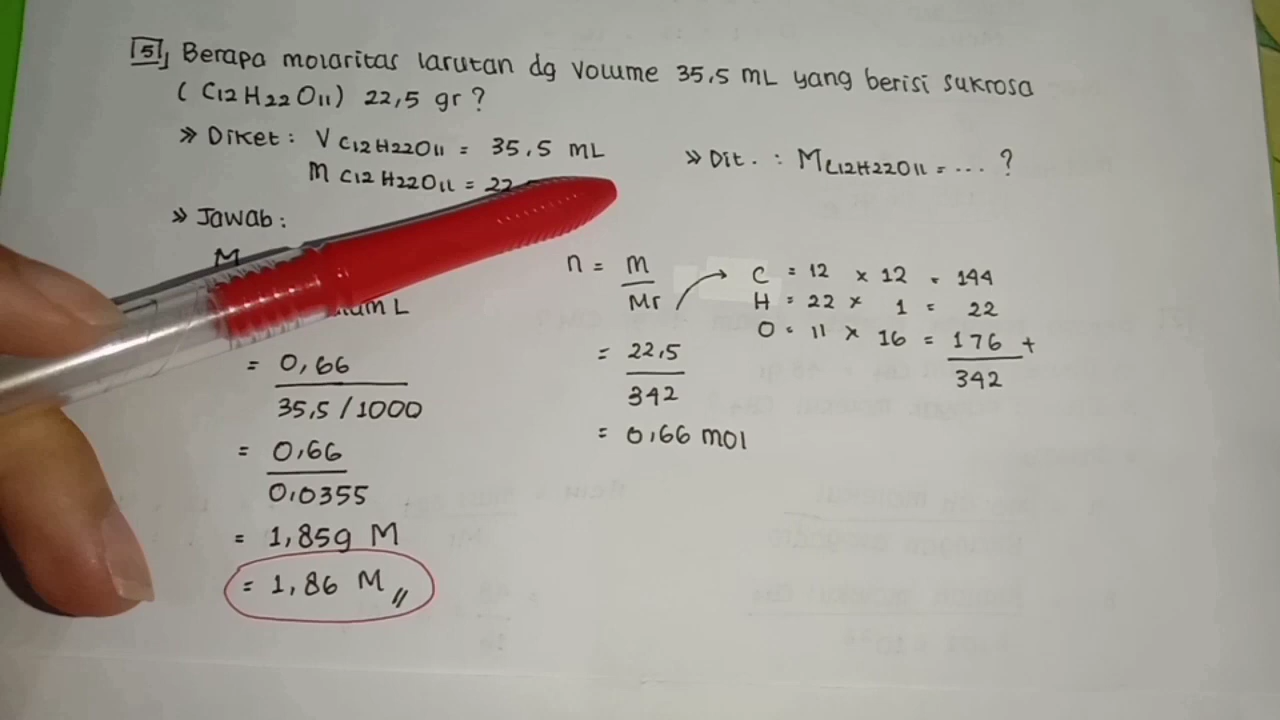 5, Berapa molaritas larutan dg volume 35,5 mL yang berisi sukrosa
(C12H22O11) 22,5 gr?
» Diket: V C12H22O11 = 35,5 mL
m C12H22O11 = 22,5
» Dit. : M C12H22O11 = ... ?
» Jawab:
M
L
= 0,66
35,5/1000
= 0,66
0,0355
= 1,859 M
= 1,86 M //
n = m
Mr
= 22,5
342
= 0,66 mol
C = 12 x 12 = 144
H = 22 x 1 = 22
O = 11 x 16 = 176 +
342